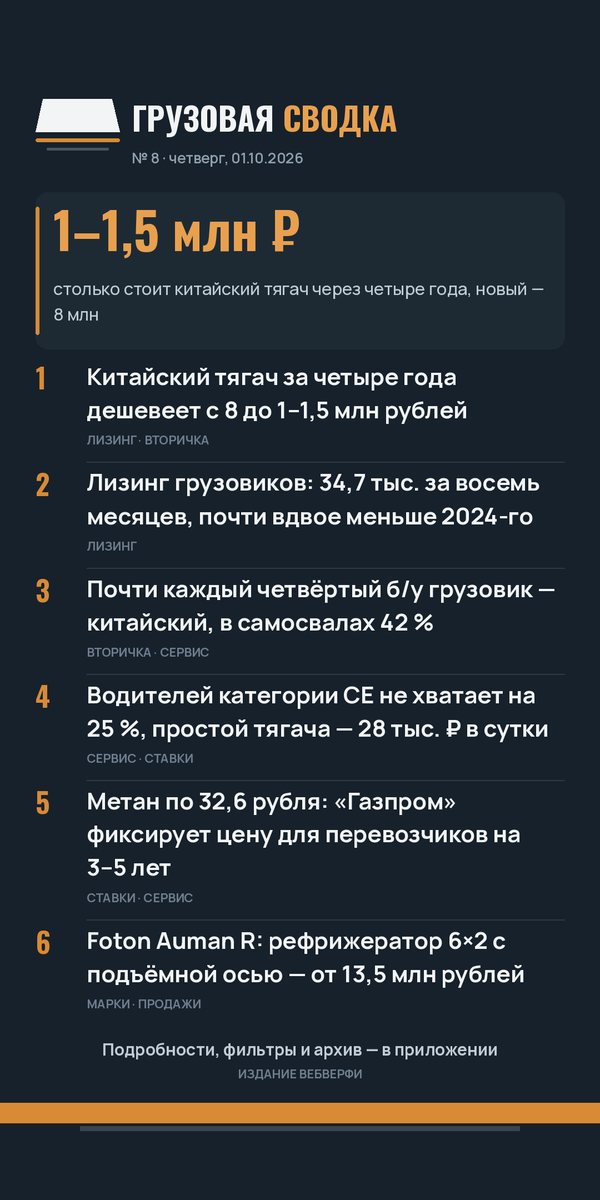 ГРУЗОВАЯ СВОДКА
№ 8 · четверг, 01.10.2026
1–1,5 млн ₽
столько стоит китайский тягач через четыре года, новый —
8 млн
1
Китайский тягач за четыре года
дешевеет с 8 до 1–1,5 млн рублей
ЛИЗИНГ · ВТОРИЧКА
2
Лизинг грузовиков: 34,7 тыс. за восемь
месяцев, почти вдвое меньше 2024-го
ЛИЗИНГ
3
Почти каждый четвёртый б/у грузовик —
китайский, в самосвалах 42 %
ВТОРИЧКА · СЕРВИС
4
Водителей категории CE не хватает на
25 %, простой тягача — 28 тыс. ₽ в сутки
СЕРВИС · СТАВКИ
5
Метан по 32,6 рубля: «Газпром»
фиксирует цену для перевозчиков на
3–5 лет
СТАВКИ · СЕРВИС
6
Foton Auman R: рефрижератор 6×2 с
подъёмной осью — от 13,5 млн рублей
МАРКИ · ПРОДАЖИ
Подробности, фильтры и архив — в приложении
ИЗДАНИЕ ВЕБВЕРФИ